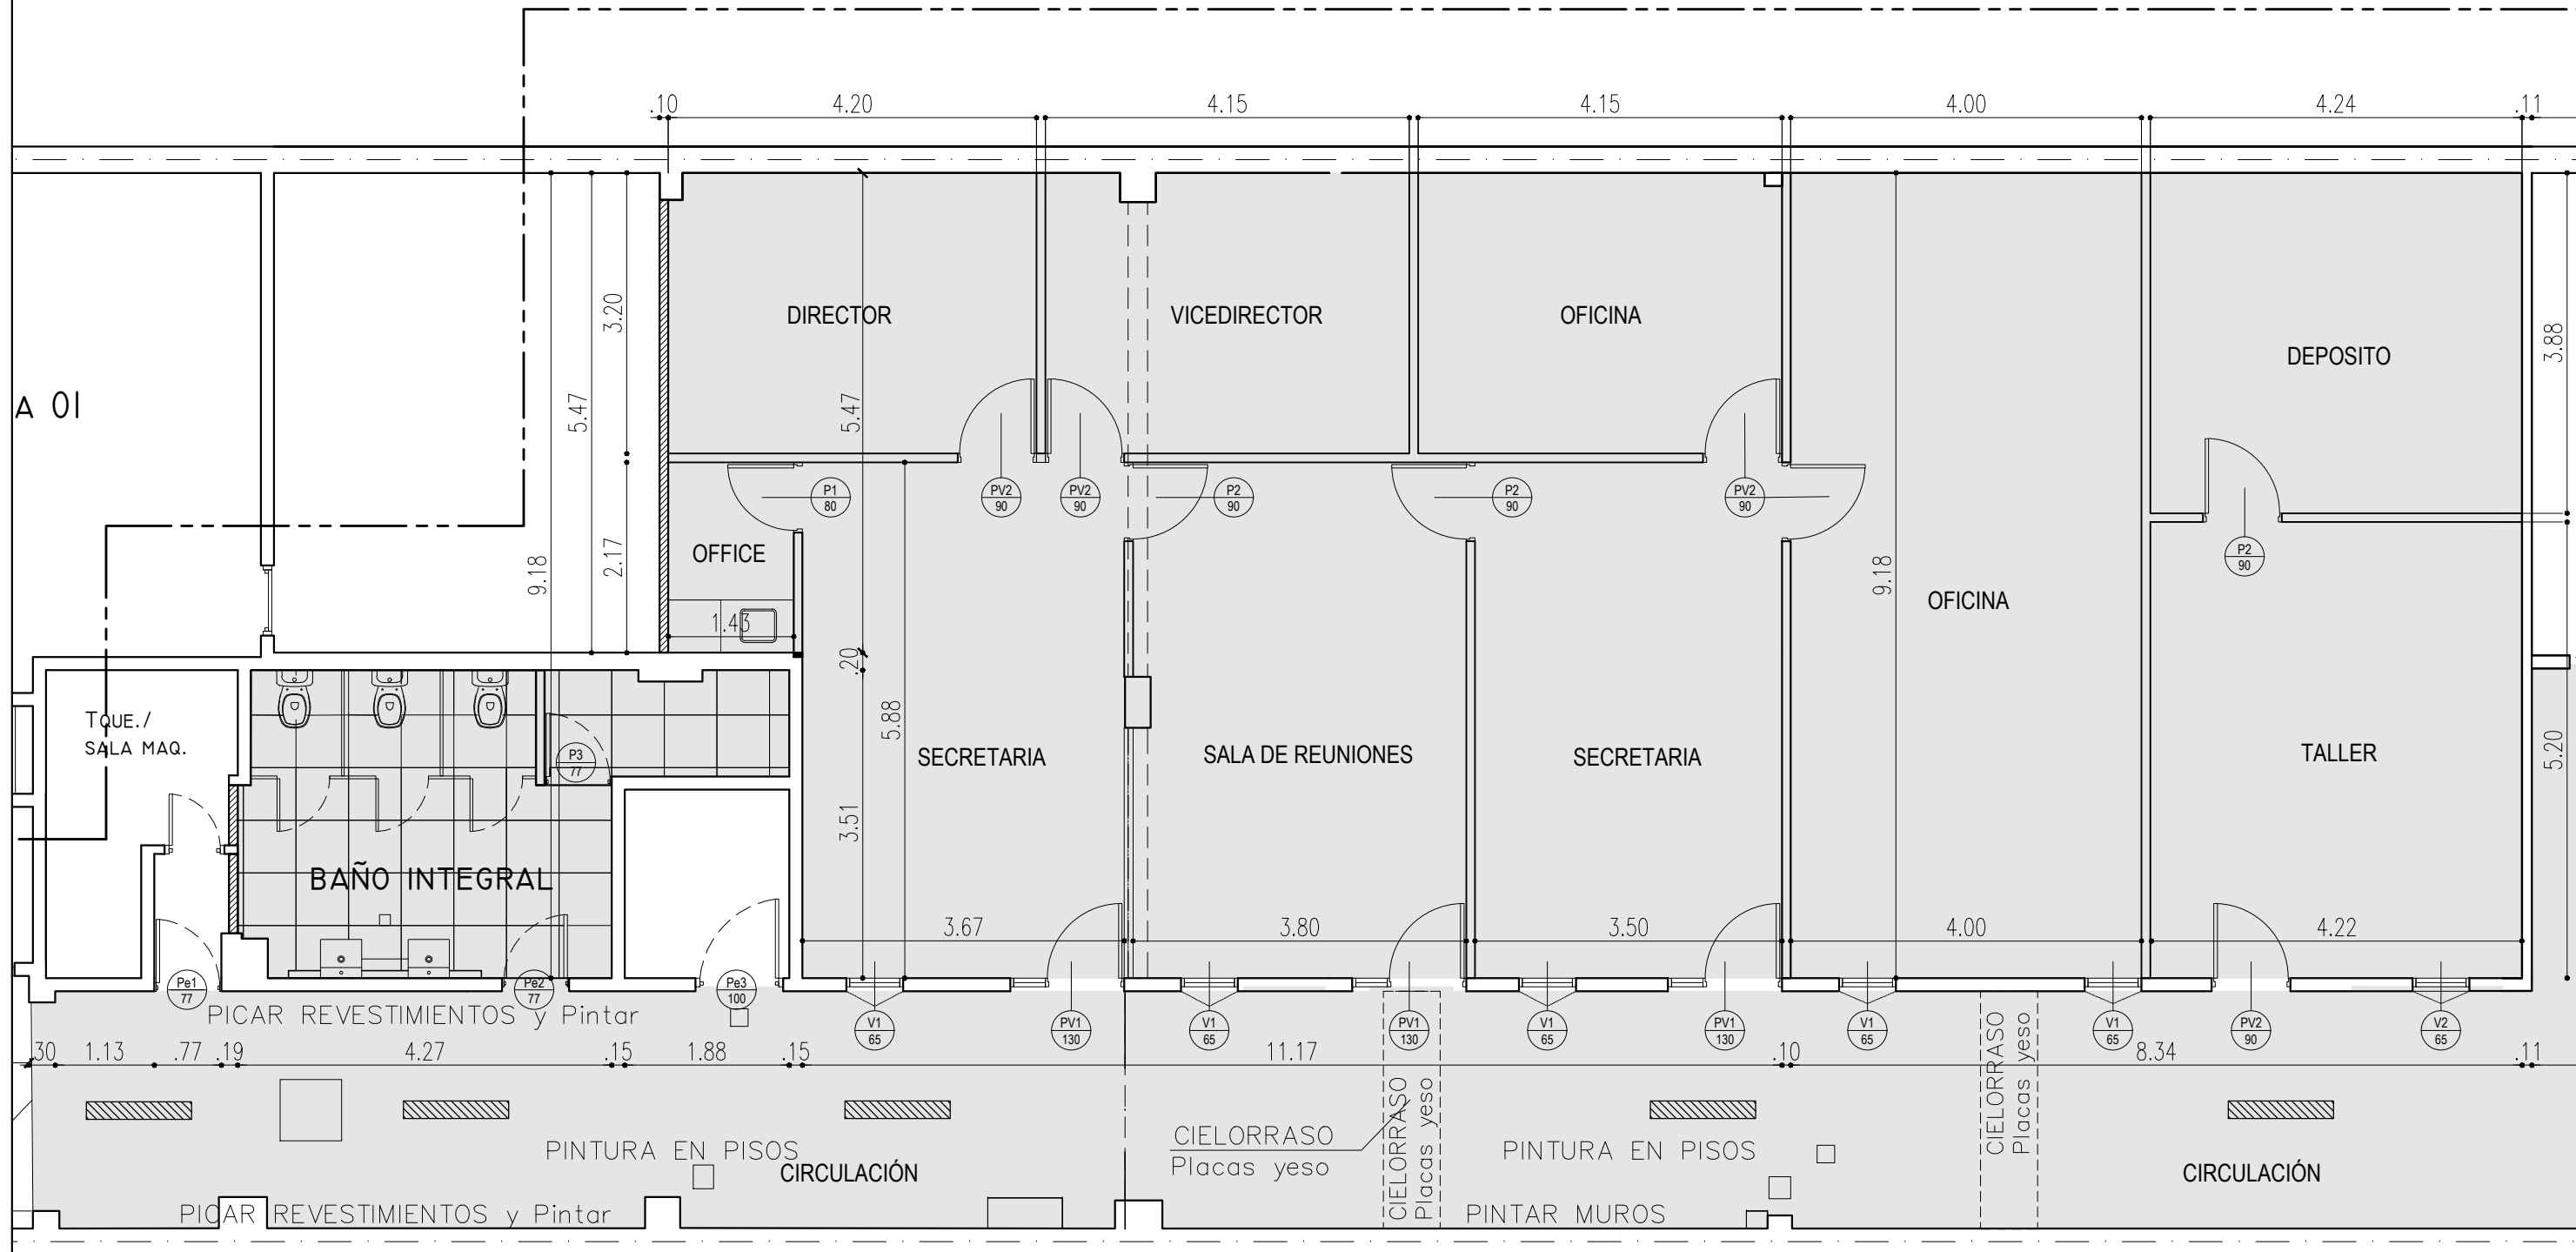 .10 4.20 4.15 4.15 4.00 4.24 .11
DIRECTOR
VICEDIRECTOR
OFICINA
DEPOSITO
3.20
5.47
5.47
3.88
A 01
PV2
90
PV2
90
P1
80
P2
90
P2
90
PV2
90
P2
90
OFFICE
2.17
9.18
9.18
1.43
OFICINA
.20
5.88
3.51
TQUE./
SALA MAQ.
P3
77
SECRETARIA
SALA DE REUNIONES
SECRETARIA
TALLER
5.20
BAÑO INTEGRAL
3.67 3.80 3.50 4.00 4.22
Pe1
77
Pe2
77
Pe3
100
PICAR REVESTIMIENTOS y Pintar
V1
65
PV1
130
V1
65
PV1
130
V1
65
PV1
130
V1
65
V1
65
PV2
90
V2
65
30 1.13 .77 .19 4.27 .15 1.88 .15 11.17 .10 8.34 .11
CIELORRASO
Placas yeso
CIELORRASO
Placas yeso
CIELORRASO
Placas yeso
PINTURA EN PISOS
PINTURA EN PISOS
CIRCULACIÓN
CIRCULACIÓN
PICAR REVESTIMIENTOS y Pintar
PINTAR MUROS